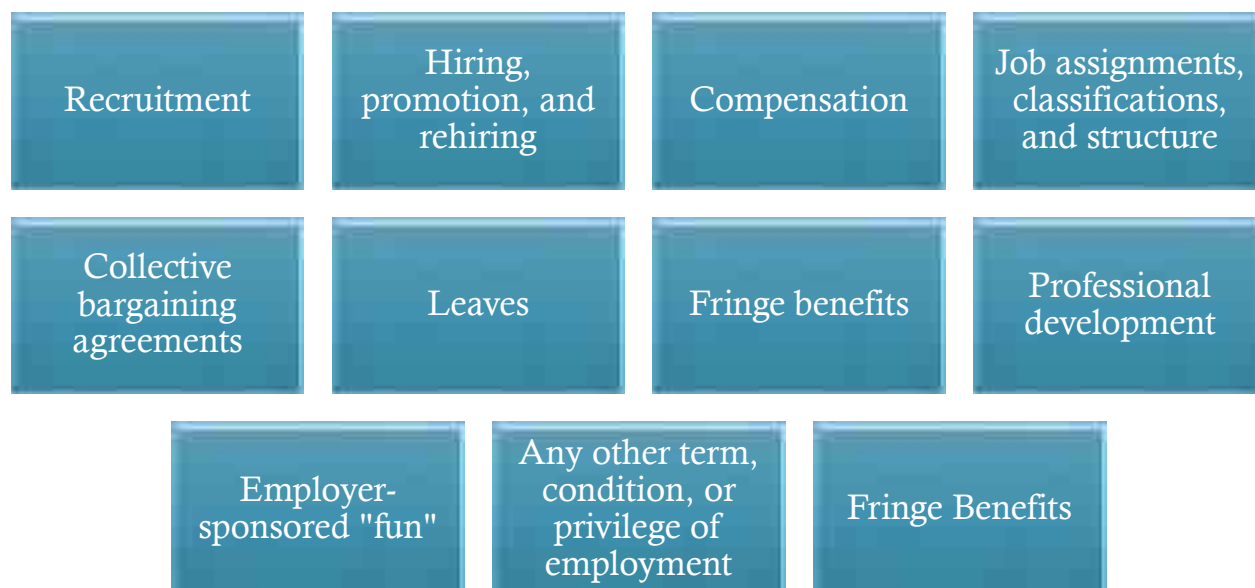 Recruitment
Hiring,
promotion, and
rehiring
Compensation
Job assignments,
classifications,
and structure
Collective
bargaining
agreements
Leaves
Fringe benefits
Professional
development
Employer-
sponsored "fun"
Any other term,
condition, or
privilege of
employment
Fringe Benefits